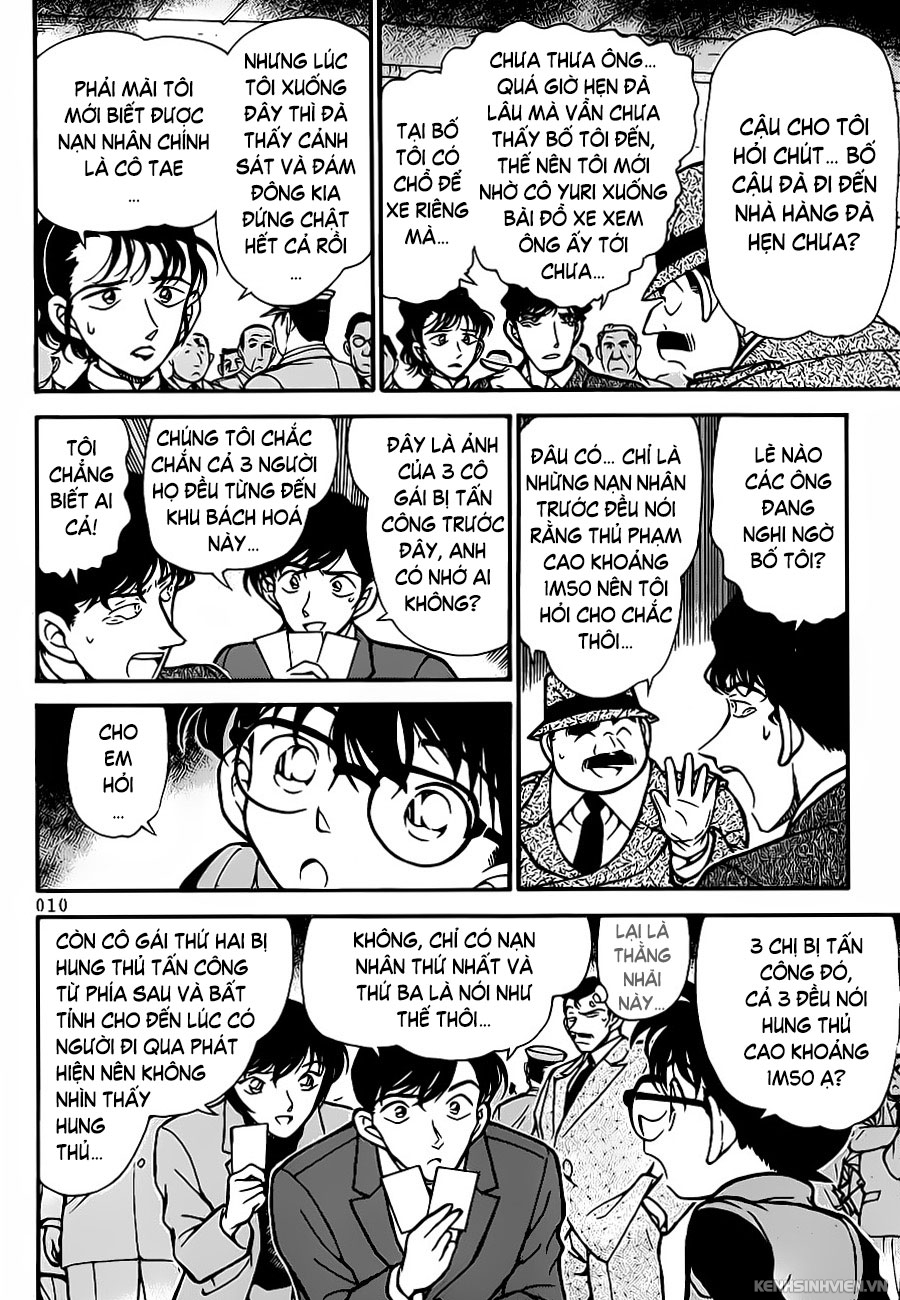 CẬU CHO TÔI
HỎI CHÚT... BỐ
CẬU ĐÃ ĐI ĐẾN
NHÀ HÀNG ĐÃ
HẸN CHƯA?
CHƯA THƯA ÔNG...
QUÁ GIỜ HẸN ĐÃ
LÂU MÀ VẪN CHƯA
THẤY BỐ TÔI ĐẾN,
THẾ NÊN TÔI MỚI
NHỜ CÔ YURI XUỐNG
BÀI ĐỔ XE XEM
ÔNG ẤY TỚI
CHƯA...
TẠI BỐ
TÔI CÓ
CHỔ ĐỂ
XE RIÊNG
MÀ...
NHƯNG LÚC
TÔI XUỐNG
ĐÂY THÌ ĐÃ
THẤY CẢNH
SÁT VÀ ĐÁM
ĐÔNG KIA
ĐỨNG CHẬT
HẾT CẢ RỒI
...
PHẢI MÀI TÔI
MỚI BIẾT ĐƯỢC
NẠN NHÂN CHÍNH
LÀ CÔ TAE
...
LẼ NÀO
CÁC ÔNG
ĐANG
NGHI NGỜ
BỐ TÔI?
ĐÂU CÓ... CHỈ LÀ
NHỮNG NẠN NHÂN
TRƯỚC ĐỀU NÓI
RẰNG THỦ PHẠM
CAO KHOẢNG
1M50 NÊN TÔI
HỎI CHO CHẮC
THÔI...
ĐÂY LÀ ẢNH
CỦA 3 CÔ
GÁI BỊ TẤN
CÔNG TRƯỚC
ĐÂY, ANH
CÓ NHỚ AI
KHÔNG?
CHÚNG TÔI CHẮC
CHẮN CẢ 3 NGƯỜI
HỌ ĐỀU TỪNG ĐẾN
KHU BÁCH HOÁ
NÀY...
TÔI
CHẲNG
BIẾT AI
CẢ!
CHO
EM
HỎI
...
010
3 CHỊ BỊ TẤN
CÔNG ĐÓ,
CẢ 3 ĐỀU NÓI
HUNG THỦ
CAO KHOẢNG
1M50 Ạ?
LẠI LÀ
THẰNG
NHẢI
NÀY...
KHÔNG, CHỈ CÓ NẠN
NHÂN THỨ NHẤT VÀ
THỨ BA LÀ NÓI NHƯ
THẾ THÔI...
CÒN CÔ GÁI THỨ HAI BỊ
HUNG THỦ TẤN CÔNG
TỪ PHÍA SAU VÀ BẤT
TỈNH CHO ĐẾN LÚC CÓ
NGƯỜI ĐI QUA PHÁT
HIỆN NÊN KHÔNG
NHÌN THẤY
HUNG
THỦ...
KENHSINHVIEN.VN